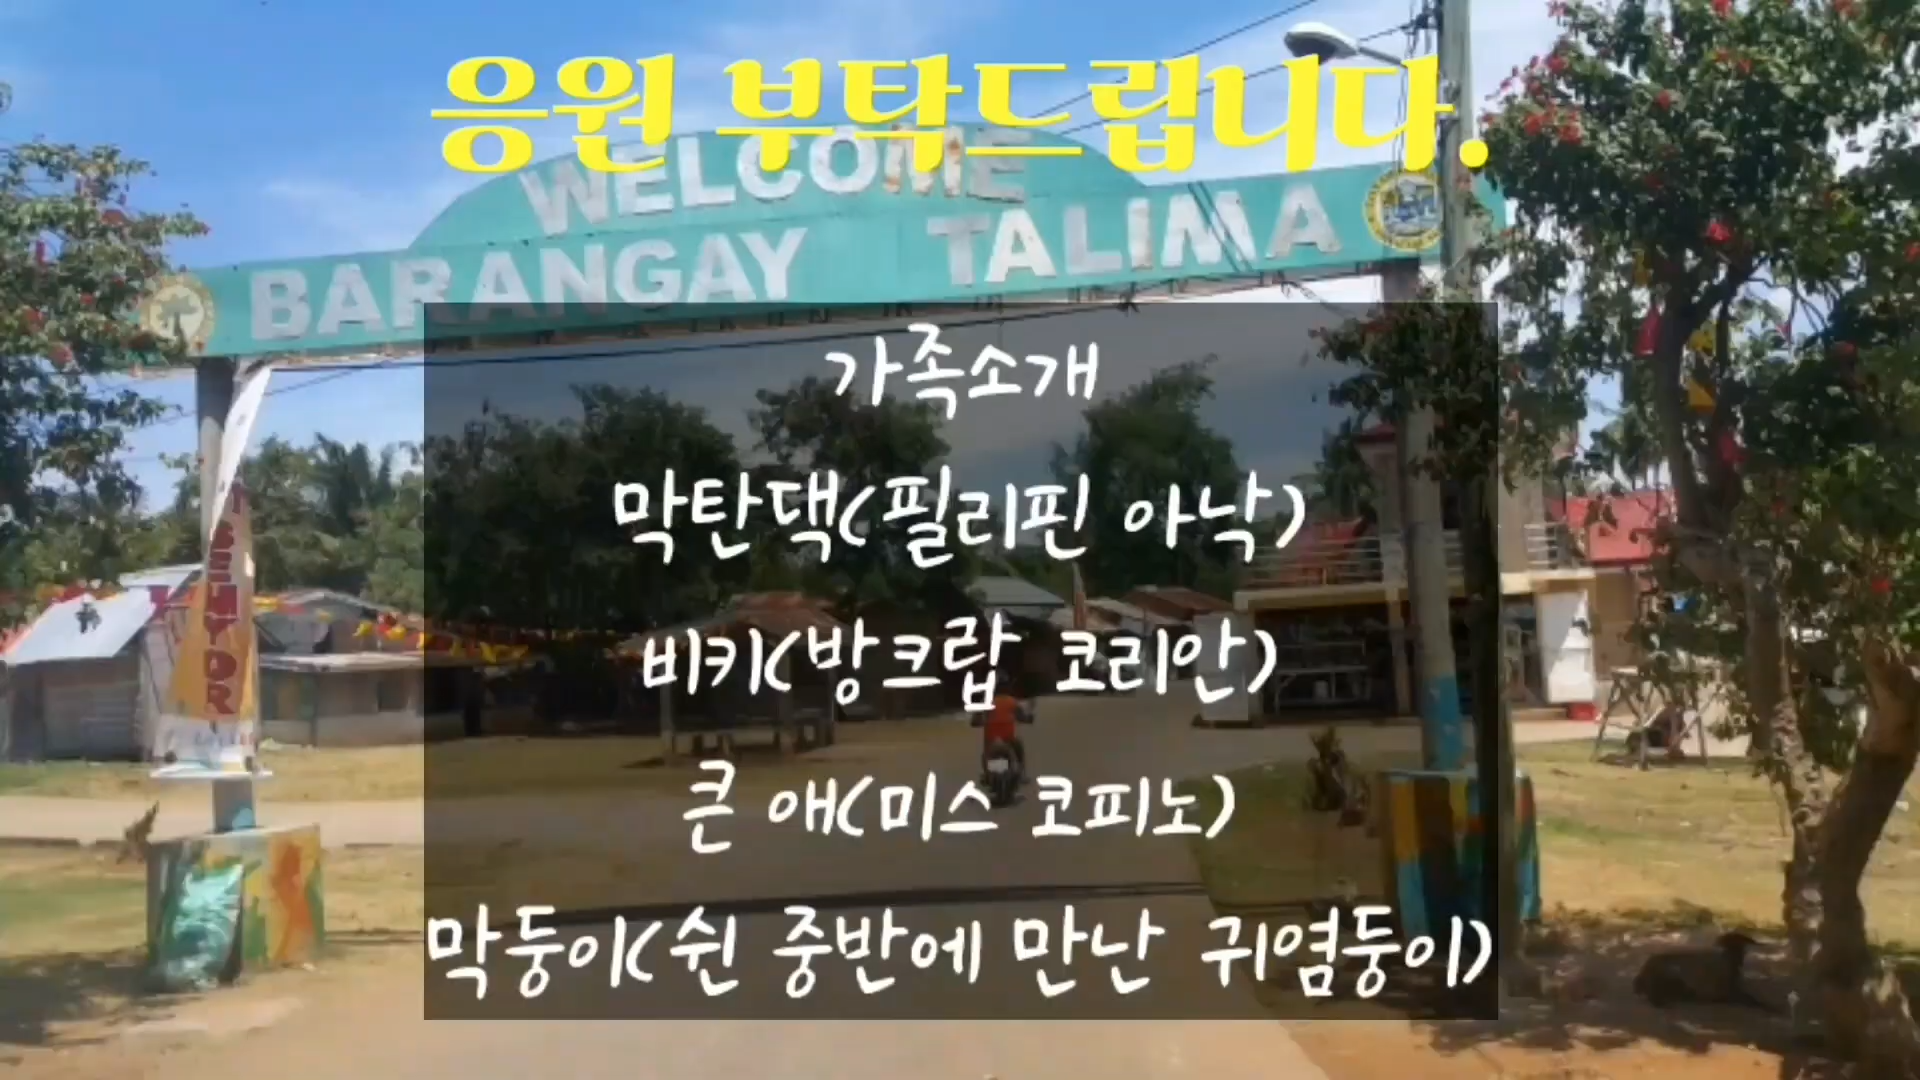 응원 부탁드립니다.
WELCOME
BARANGAY TALIMA
가족소개
막탄댁(필리핀 아낙)
비키(방크랍 코리안)
큰 애(미스 코피노)
막둥이(쉰 중반에 만난 귀염둥이)